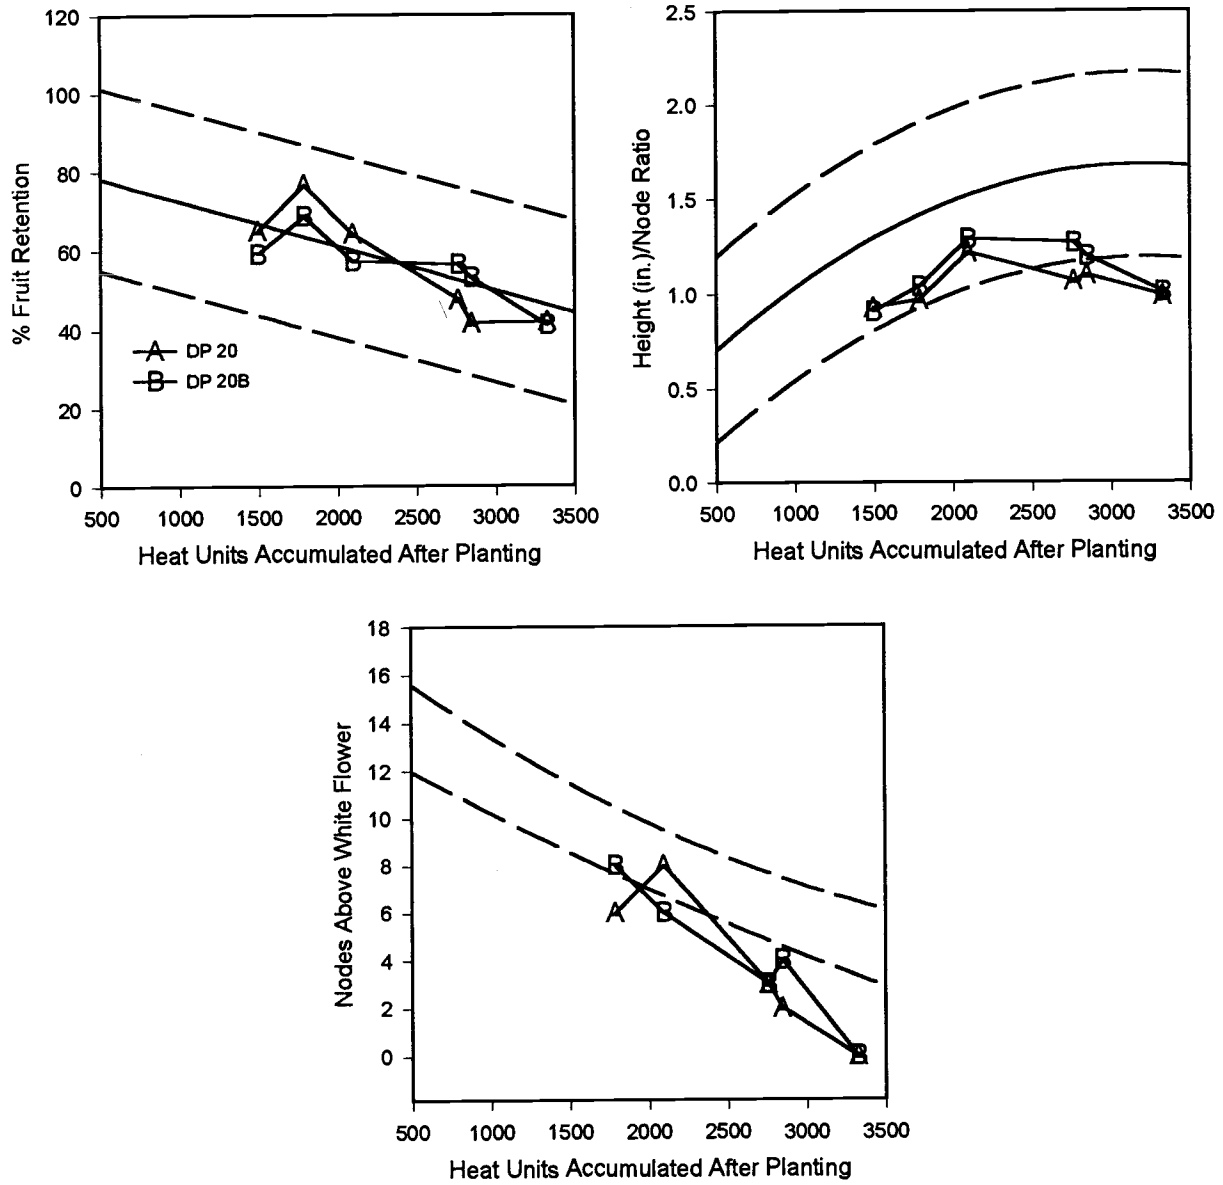 120
100
80
60
40
20
0
% Fruit Retention
A DP 20
B DP 20B
500 1000 1500 2000 2500 3000 3500
Heat Units Accumulated After Planting
A A A A A A
B B B B B B
2.5
2.0
1.5
1.0
0.5
0.0
Height (in.)/Node Ratio
500 1000 1500 2000 2500 3000 3500
Heat Units Accumulated After Planting
A A A A A A
B B B B B B
18
16
14
12
10
8
6
4
2
0
Nodes Above White Flower
500 1000 1500 2000 2500 3000 3500
Heat Units Accumulated After Planting
A A A A A
B B B B B